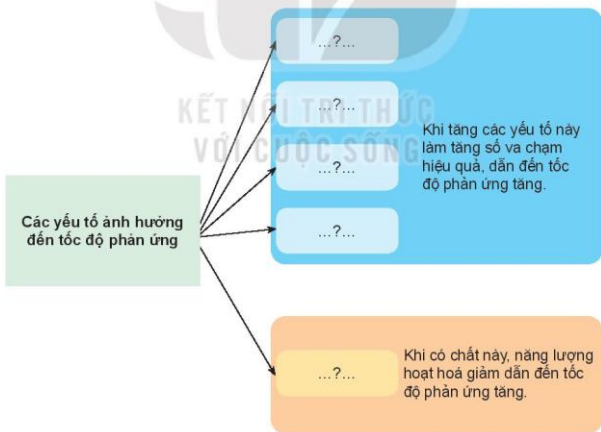 ...?...
KẾT NỐI TRI THỨC
VỚI CUỘC SỐNG
...?...
...?...
...?...
Khi tăng các yếu tố này
làm tăng số va chạm
hiệu quả, dẫn đến tốc
độ phản ứng tăng.
Các yếu tố ảnh hưởng
đến tốc độ phản ứng
...?...
Khi có chất này, năng lượng
hoạt hoá giảm dẫn đến tốc
độ phản ứng tăng.